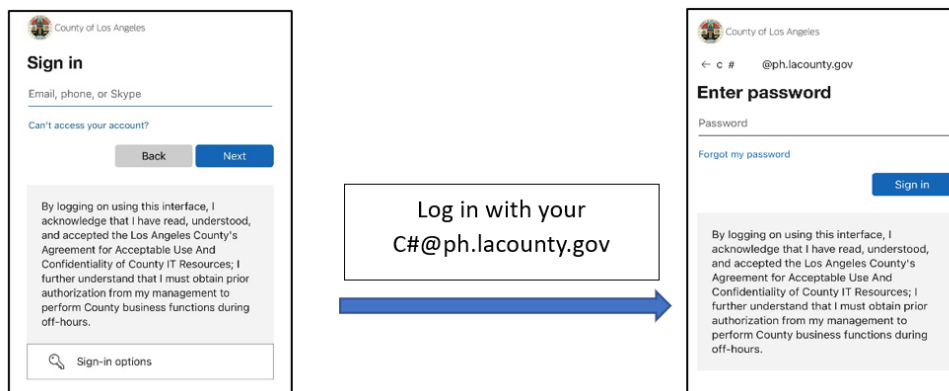 County of Los Angeles
Sign in
Email, phone, or Skype
Can't access your account?
Back
Next
By logging on using this interface, I
acknowledge that I have read, understood,
and accepted the Los Angeles County's
Agreement for Acceptable Use And
Confidentiality of County IT Resources; I
further understand that I must obtain prior
authorization from my management to
perform County business functions during
off-hours.
Sign-in options
Log in with your
C#@ph.lacounty.gov
County of Los Angeles
← c # @ph.lacounty.gov
Enter password
Password
Forgot my password
Sign in
By logging on using this interface, I
acknowledge that I have read, understood,
and accepted the Los Angeles County's
Agreement for Acceptable Use And
Confidentiality of County IT Resources; I
further understand that I must obtain prior
authorization from my management to
perform County business functions during
off-hours.